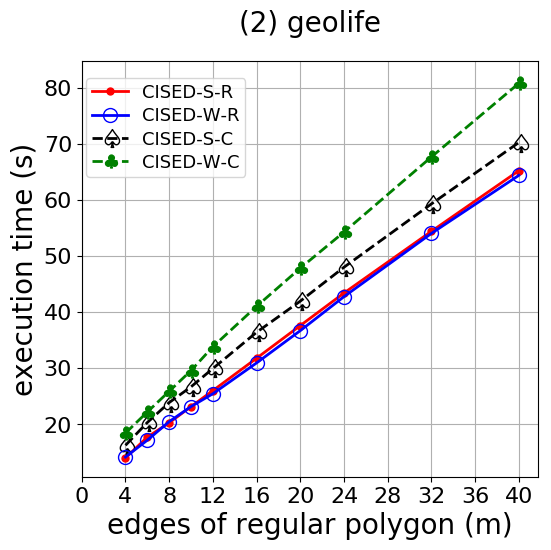 (2) geolife
CISED-S-R
CISED-W-R
CISED-S-C
CISED-W-C
execution time (s)
80
70
60
50
40
30
20
0 4 8 12 16 20 24 28 32 36 40
edges of regular polygon (m)